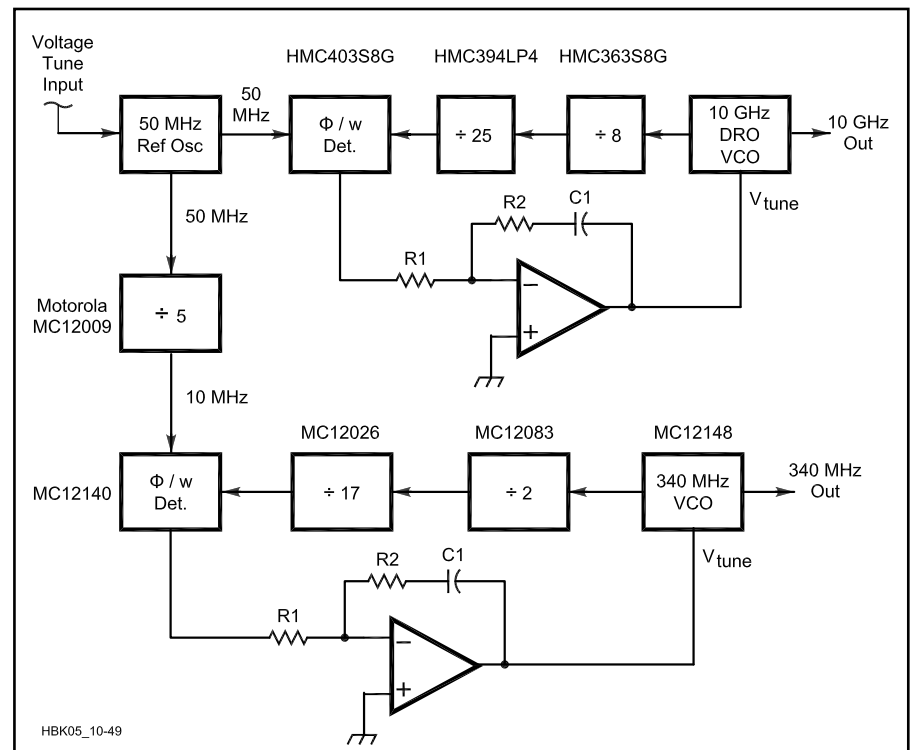 Voltage
Tune
Input
HMC403S8G
HMC394LP4
HMC363S8G
50 MHz
Ref Osc
50
MHz
Φ / w
Det.
÷ 25
÷ 8
10 GHz
DRO
VCO
10 GHz
Out
Vtune
50 MHz
R2
C1
R1
−
+
Motorola
MC12009
÷ 5
10 MHz
MC12140
Φ / w
Det.
MC12026
÷ 17
MC12083
÷ 2
MC12148
340 MHz
VCO
340 MHz
Out
Vtune
R2
C1
R1
−
+
HBK05_10-49